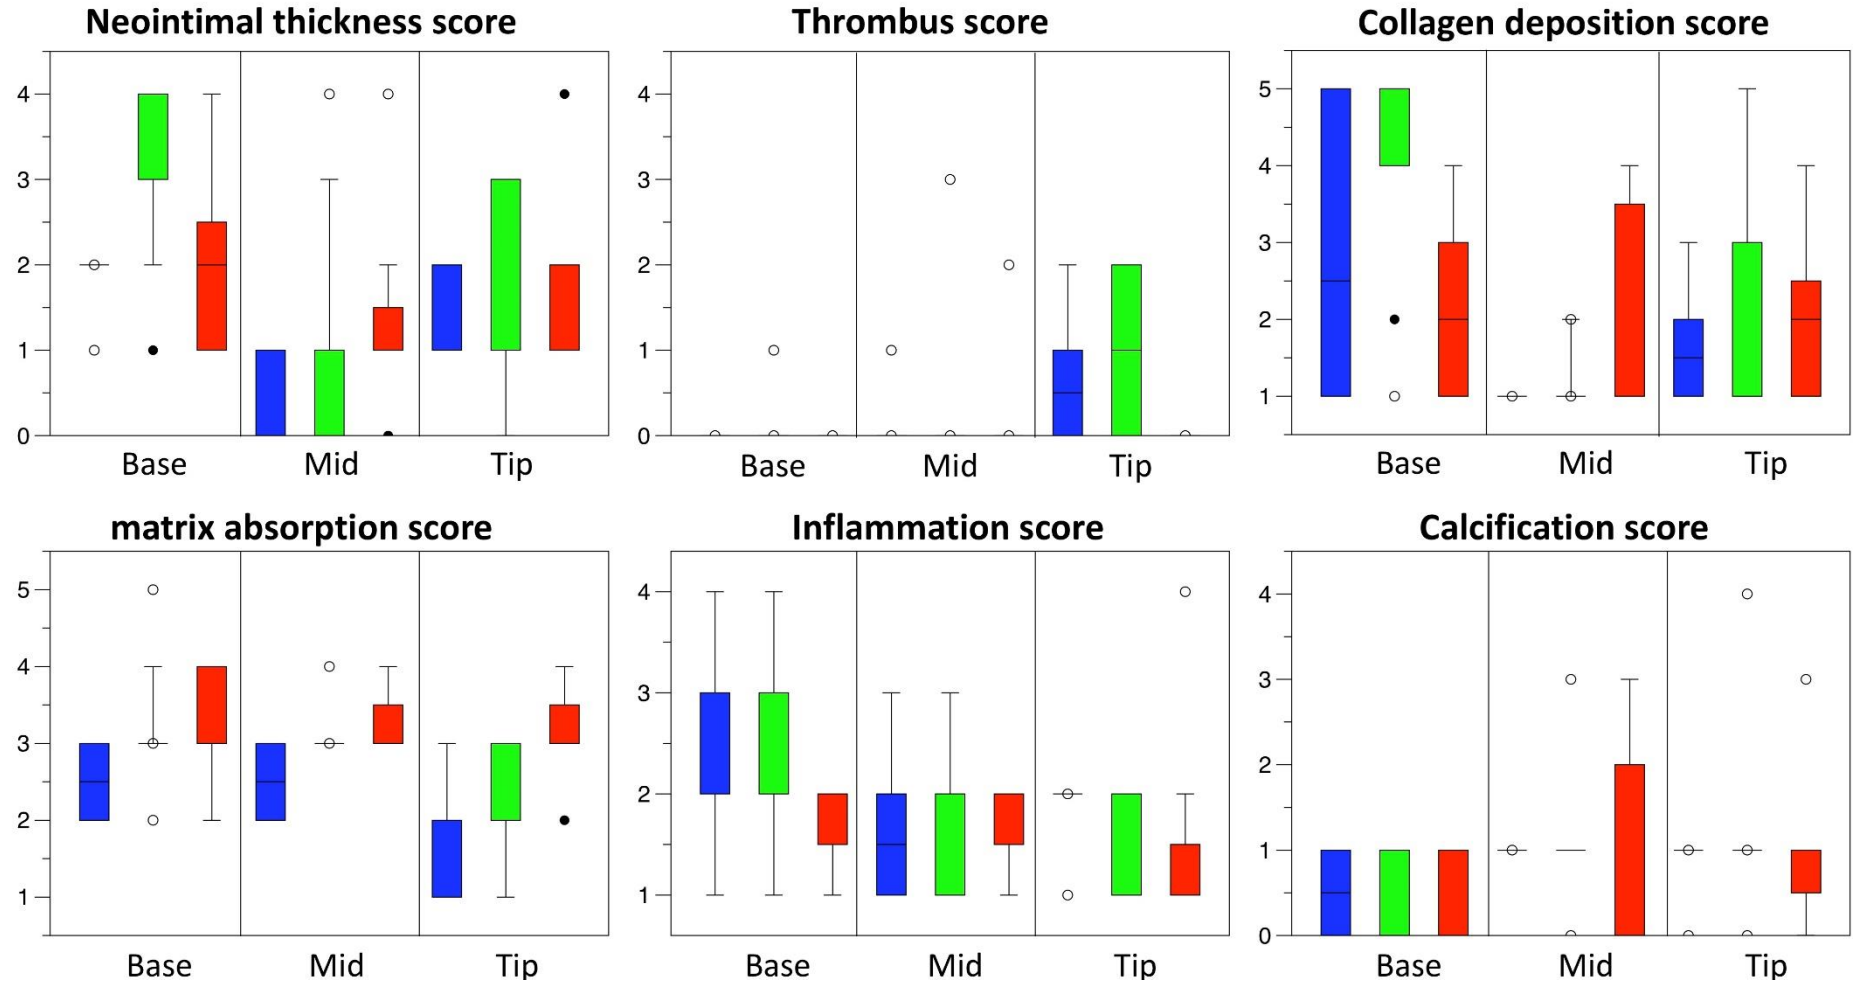 Neointimal thickness score
4
3
2
1
0
Base Mid Tip
Thrombus score
4
3
2
1
0
Base Mid Tip
Collagen deposition score
5
4
3
2
1
Base Mid Tip
matrix absorption score
5
4
3
2
1
Base Mid Tip
Inflammation score
4
3
2
1
Base Mid Tip
Calcification score
4
3
2
1
0
Base Mid Tip